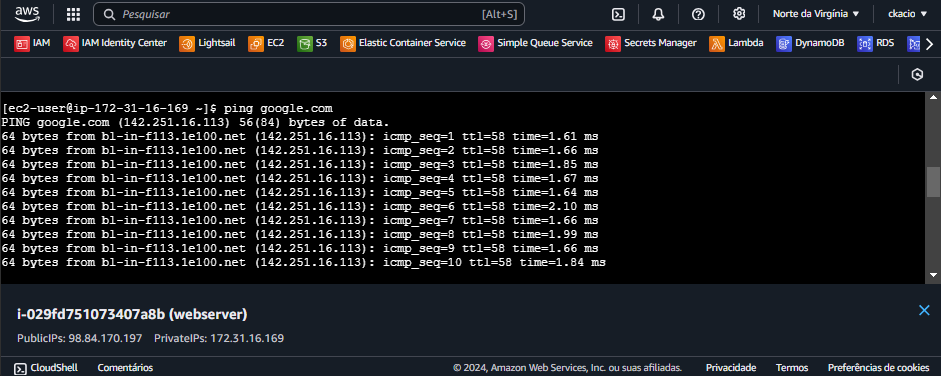 aws Pesquisar [Alt+S] Norte da Virgínia ckacio
IAM IAM Identity Center Lightsail EC2 S3 Elastic Container Service Simple Queue Service Secrets Manager Lambda DynamoDB RDS
[ec2-user@ip-172-31-16-169 ~]$ ping google.com
PING google.com (142.251.16.113) 56(84) bytes of data.
64 bytes from bl-in-f113.1e100.net (142.251.16.113): icmp_seq=1 ttl=58 time=1.61 ms
64 bytes from bl-in-f113.1e100.net (142.251.16.113): icmp_seq=2 ttl=58 time=1.66 ms
64 bytes from bl-in-f113.1e100.net (142.251.16.113): icmp_seq=3 ttl=58 time=1.85 ms
64 bytes from bl-in-f113.1e100.net (142.251.16.113): icmp_seq=4 ttl=58 time=1.67 ms
64 bytes from bl-in-f113.1e100.net (142.251.16.113): icmp_seq=5 ttl=58 time=1.64 ms
64 bytes from bl-in-f113.1e100.net (142.251.16.113): icmp_seq=6 ttl=58 time=2.10 ms
64 bytes from bl-in-f113.1e100.net (142.251.16.113): icmp_seq=7 ttl=58 time=1.66 ms
64 bytes from bl-in-f113.1e100.net (142.251.16.113): icmp_seq=8 ttl=58 time=1.99 ms
64 bytes from bl-in-f113.1e100.net (142.251.16.113): icmp_seq=9 ttl=58 time=1.66 ms
64 bytes from bl-in-f113.1e100.net (142.251.16.113): icmp_seq=10 ttl=58 time=1.84 ms
i-029fd751073407a8b (webserver)
PublicIPs: 98.84.170.197 PrivateIPs: 172.31.16.169
CloudShell Comentários © 2024, Amazon Web Services, Inc. ou suas afiliadas. Privacidade Termos Preferências de cookies